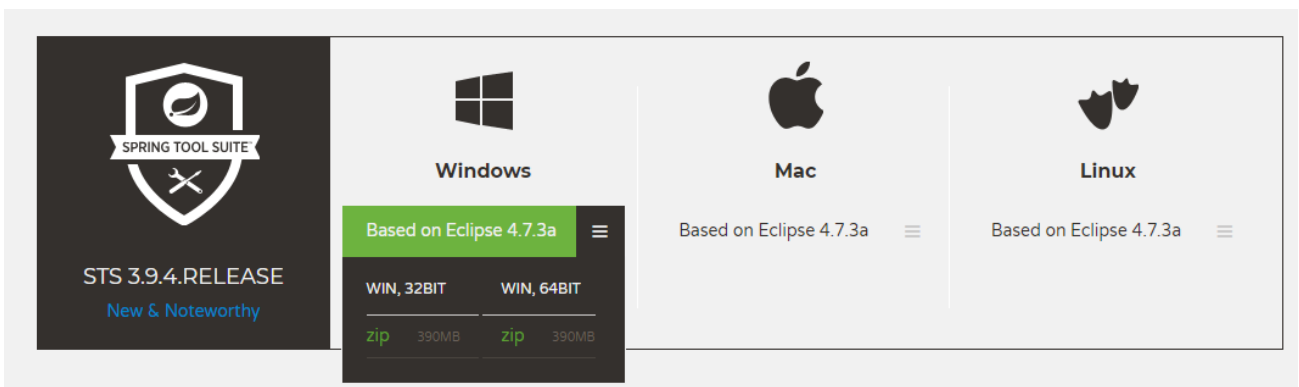 SPRING TOOL SUITE™
STS 3.9.4.RELEASE
New & Noteworthy
Windows
Based on Eclipse 4.7.3a
WIN, 32BIT
zip 390MB
WIN, 64BIT
zip 390MB
Mac
Based on Eclipse 4.7.3a
Linux
Based on Eclipse 4.7.3a